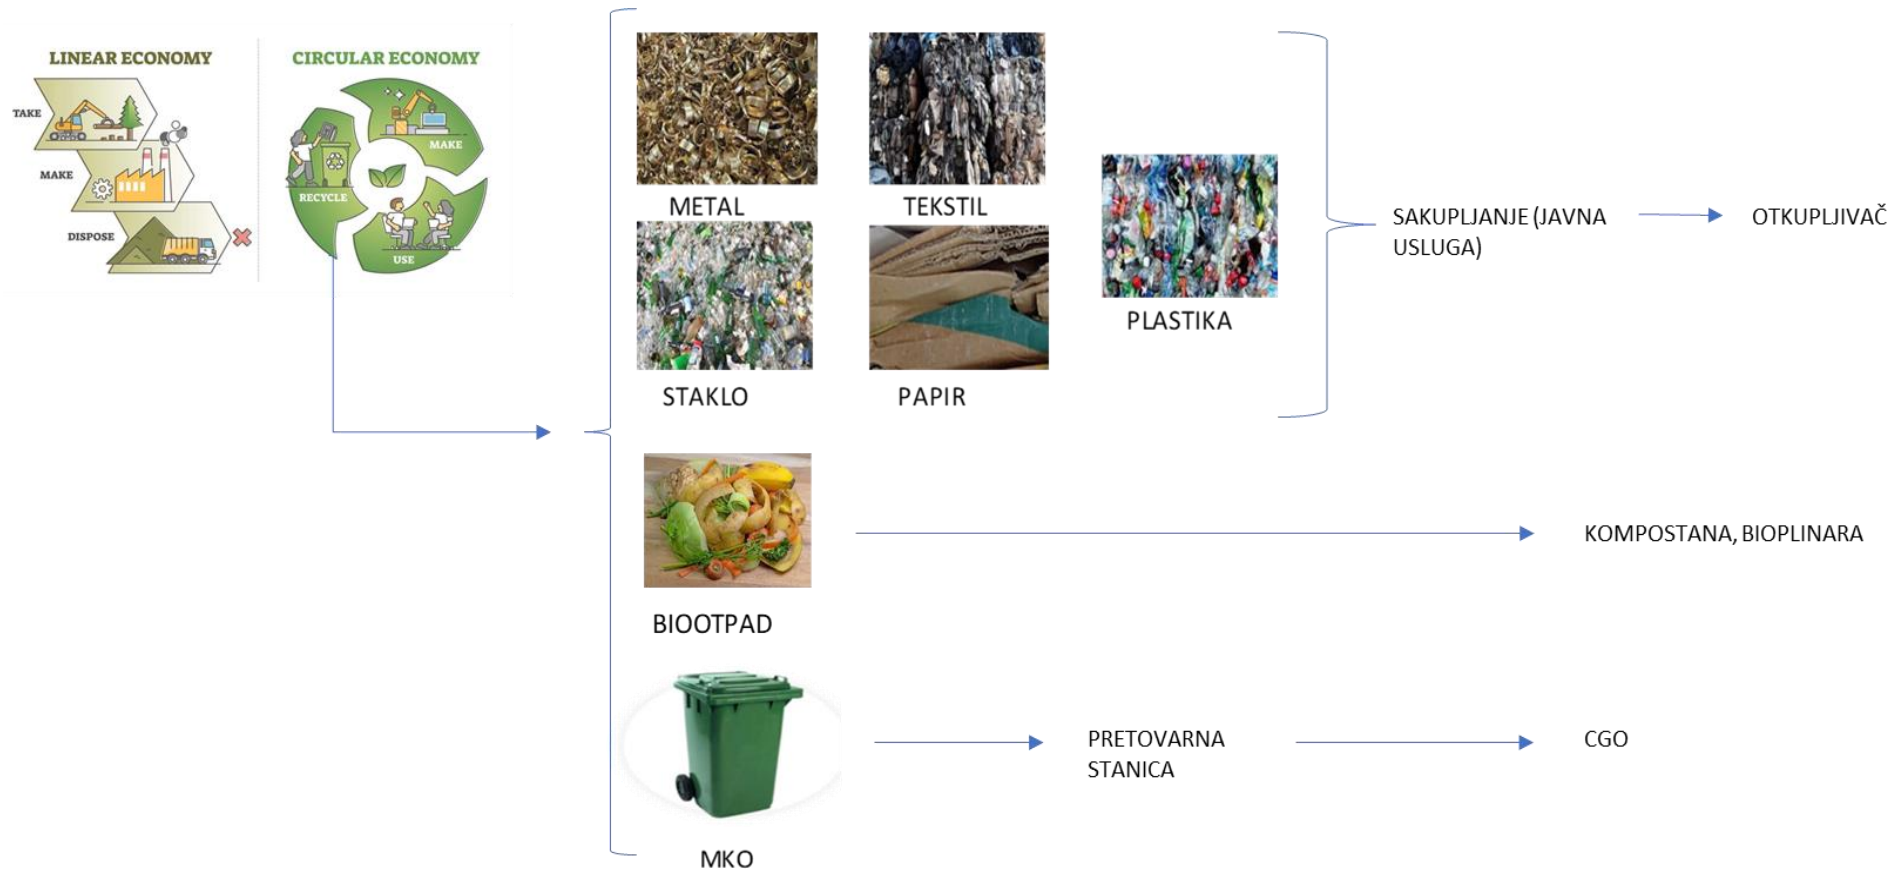 LINEAR ECONOMY
TAKE
MAKE
DISPOSE
CIRCULAR ECONOMY
MAKE
RECYCLE
USE
METAL
TEKSTIL
STAKLO
PAPIR
PLASTIKA
SAKUPLJANJE (JAVNA
USLUGA)
OTKUPLJIVAČ
BIOOTPAD
KOMPOSTANA, BIOPLINARA
MKO
PRETOVARNA
STANICA
CGO